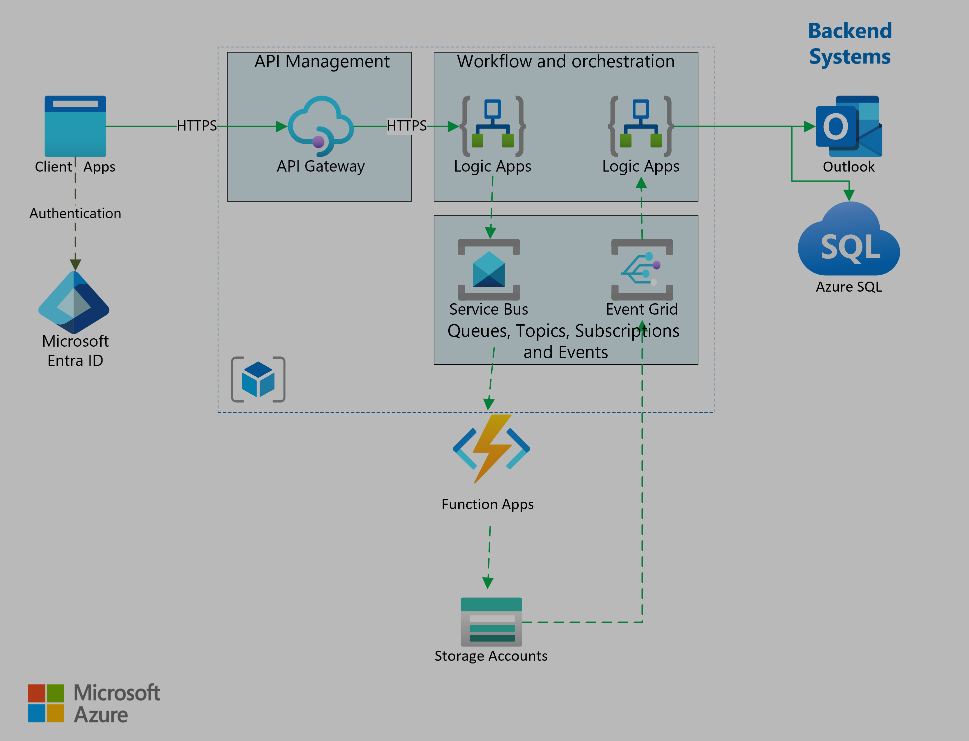 Backend
Systems
API Management
Workflow and orchestration
HTTPS
HTTPS
Client Apps
API Gateway
Logic Apps
Logic Apps
O
Outlook
Authentication
SQL
Azure SQL
Service Bus
Event Grid
Queues, Topics, Subscriptions
and Events
Microsoft
Entra ID
Function Apps
Storage Accounts
Microsoft
Azure